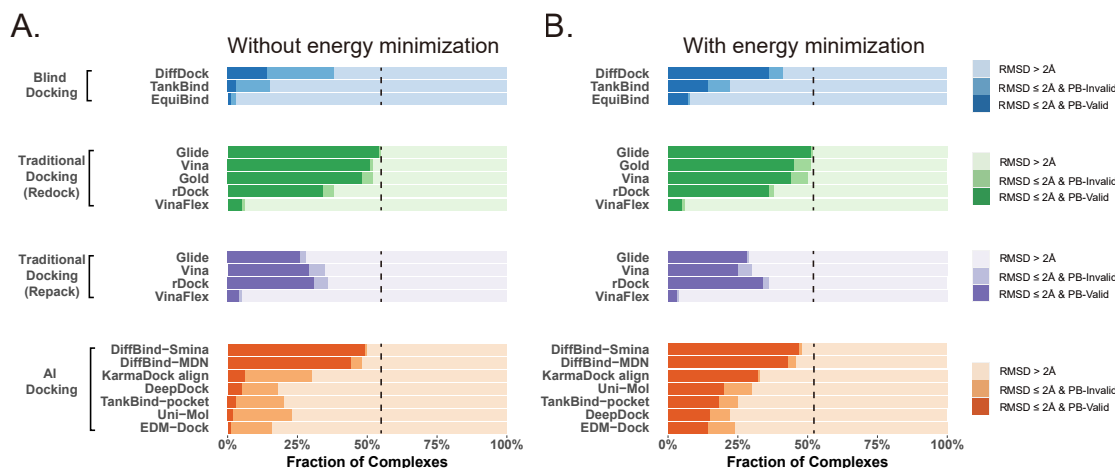 A.
Without energy minimization
Blind
Docking
DiffDock
TankBind
EquiBind
Traditional
Docking
(Redock)
Glide
Vina
Gold
rDock
VinaFlex
Traditional
Docking
(Repack)
Glide
Vina
rDock
VinaFlex
AI
Docking
DiffBind−Smina
DiffBind−MDN
KarmaDock align
DeepDock
TankBind−pocket
Uni−Mol
EDM−Dock
0%
25%
50%
75%
100%
Fraction of Complexes
B.
With energy minimization
DiffDock
TankBind
EquiBind
Glide
Gold
Vina
rDock
VinaFlex
Glide
Vina
rDock
VinaFlex
DiffBind−Smina
DiffBind−MDN
KarmaDock align
Uni−Mol
TankBind−pocket
DeepDock
EDM−Dock
0%
25%
50%
75%
100%
Fraction of Complexes
RMSD > 2Å
RMSD ≤ 2Å & PB-Invalid
RMSD ≤ 2Å & PB-Valid
RMSD > 2Å
RMSD ≤ 2Å & PB-Invalid
RMSD ≤ 2Å & PB-Valid
RMSD > 2Å
RMSD ≤ 2Å & PB-Invalid
RMSD ≤ 2Å & PB-Valid
RMSD > 2Å
RMSD ≤ 2Å & PB-Invalid
RMSD ≤ 2Å & PB-Valid